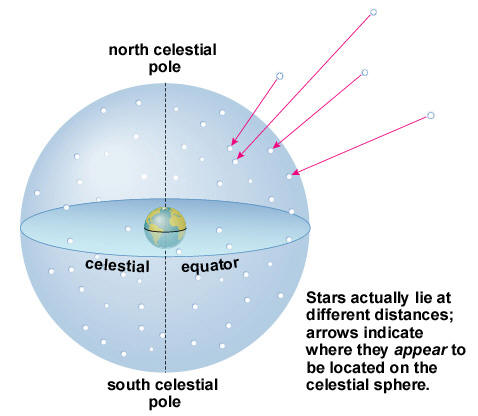 north celestial
pole
celestial equator
Stars actually lie at
different distances;
arrows indicate
where they appear to
be located on the
celestial sphere.
south celestial
pole